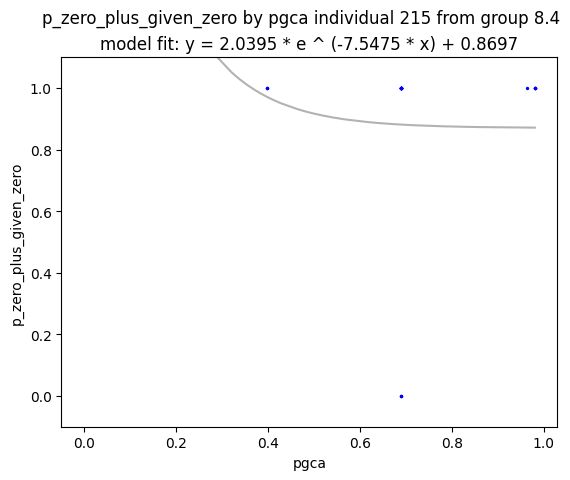 p_zero_plus_given_zero by pgca individual 215 from group 8.4
model fit: y = 2.0395 * e ^ (-7.5475 * x) + 0.8697
1.0
0.8
0.6
0.4
0.2
0.0
p_zero_plus_given_zero
0.0 0.2 0.4 0.6 0.8 1.0
pgca